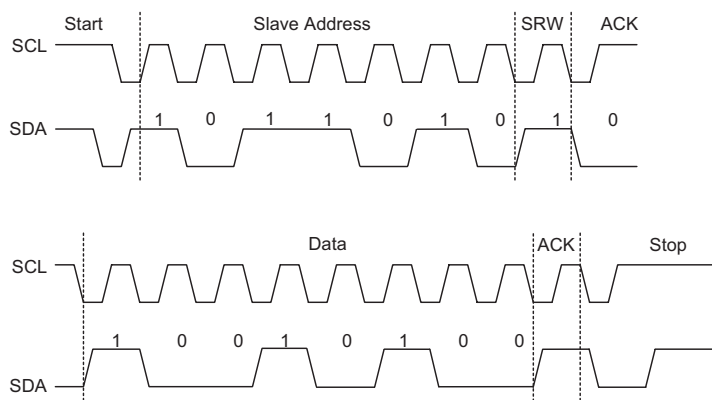 Start Slave Address SRW ACK
SCL
SDA 1 0 1 1 0 1 0 1 0
Data ACK Stop
SCL
1 0 0 1 0 1 0 0
SDA